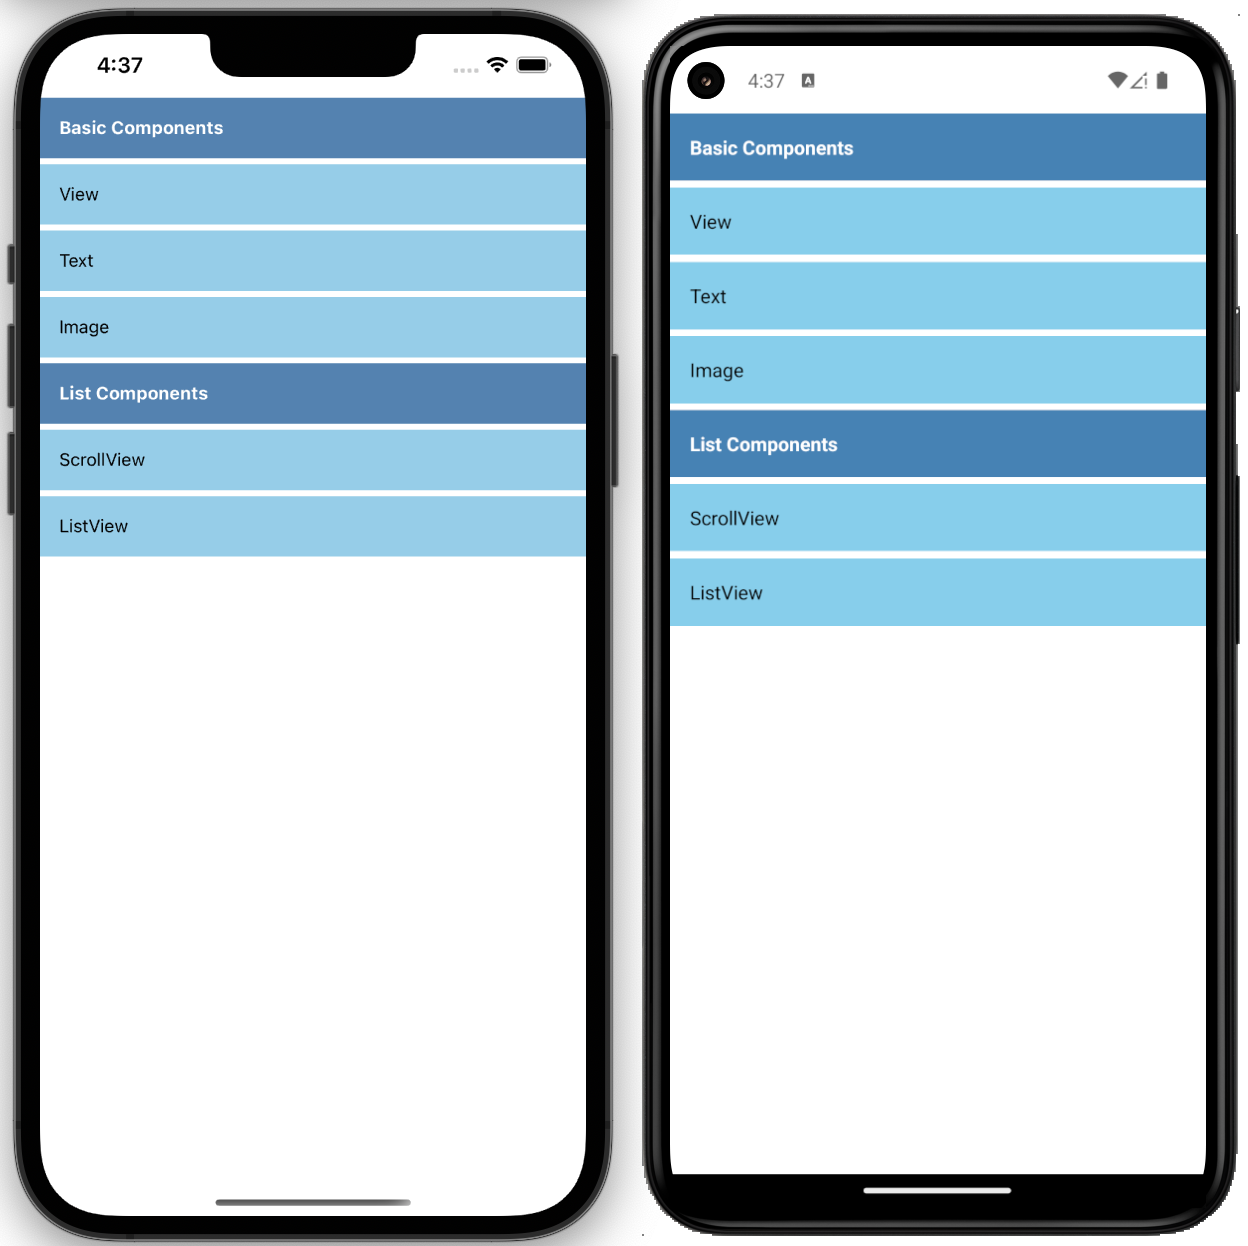 4:37
Basic Components
View
Text
Image
List Components
ScrollView
ListView
4:37 A
Basic Components
View
Text
Image
List Components
ScrollView
ListView